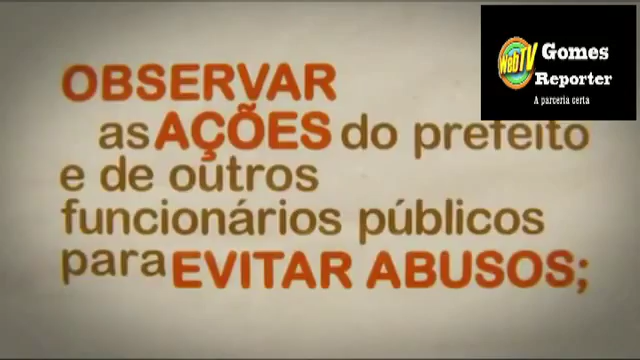 WebTV
Gomes
Reporter
A parceria certa
OBSERVAR
as AÇÕES do prefeito
e de outros
funcionários públicos
para EVITAR ABUSOS;